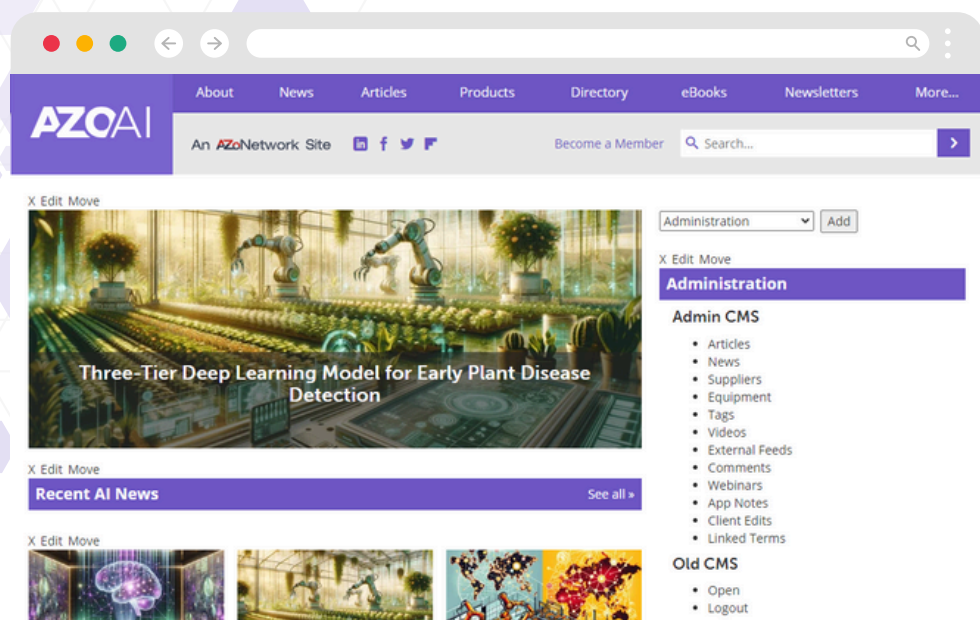 About News Articles Products Directory eBooks Newsletters More...
AZOAI
An AZoNetwork Site
Become a Member
Search...
X Edit Move
Three-Tier Deep Learning Model for Early Plant Disease
Detection
X Edit Move
Recent AI News
See all »
X Edit Move
Administration
Add
X Edit Move
Administration
Admin CMS
Articles
News
Suppliers
Equipment
Tags
Videos
External Feeds
Comments
Webinars
App Notes
Client Edits
Linked Terms
Old CMS
Open
Logout